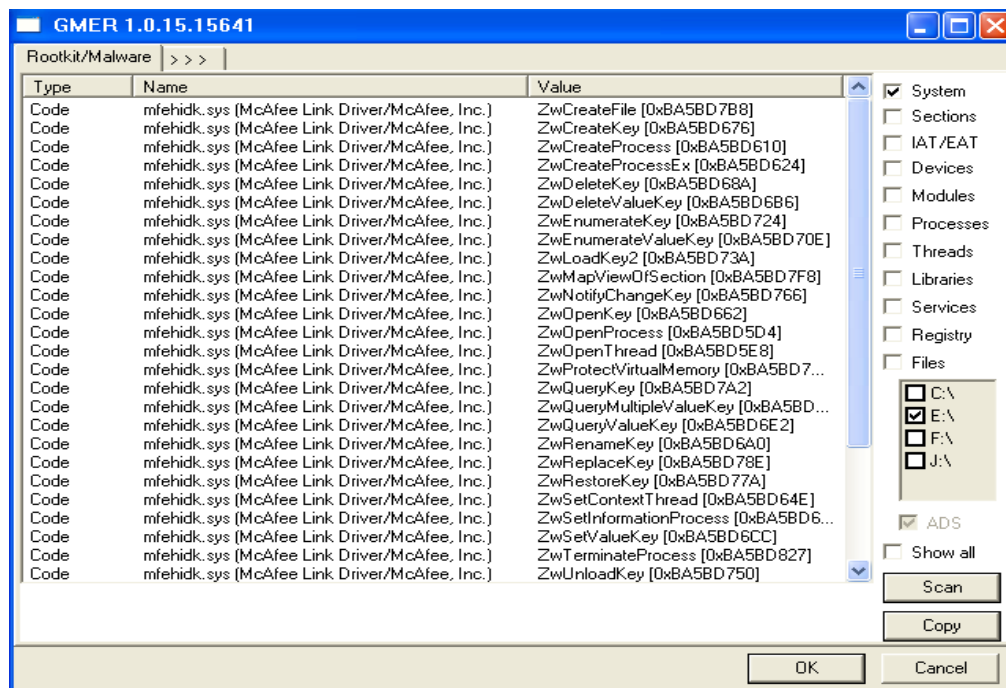 GMER 1.0.15.15641
Rootkit/Malware > > >
Type Name Value
Code mfehidk.sys (McAfee Link Driver/McAfee, Inc.) ZwCreateFile [0xBA5BD7B8]
Code mfehidk.sys (McAfee Link Driver/McAfee, Inc.) ZwCreateKey [0xBA5BD676]
Code mfehidk.sys (McAfee Link Driver/McAfee, Inc.) ZwCreateProcess [0xBA5BD610]
Code mfehidk.sys (McAfee Link Driver/McAfee, Inc.) ZwCreateProcessEx [0xBA5BD624]
Code mfehidk.sys (McAfee Link Driver/McAfee, Inc.) ZwDeleteKey [0xBA5BD68A]
Code mfehidk.sys (McAfee Link Driver/McAfee, Inc.) ZwDeleteValueKey [0xBA5BD6B6]
Code mfehidk.sys (McAfee Link Driver/McAfee, Inc.) ZwEnumerateKey [0xBA5BD724]
Code mfehidk.sys (McAfee Link Driver/McAfee, Inc.) ZwEnumerateValueKey [0xBA5BD70E]
Code mfehidk.sys (McAfee Link Driver/McAfee, Inc.) ZwLoadKey2 [0xBA5BD73A]
Code mfehidk.sys (McAfee Link Driver/McAfee, Inc.) ZwMapViewOfSection [0xBA5BD7F8]
Code mfehidk.sys (McAfee Link Driver/McAfee, Inc.) ZwNotifyChangeKey [0xBA5BD766]
Code mfehidk.sys (McAfee Link Driver/McAfee, Inc.) ZwOpenKey [0xBA5BD662]
Code mfehidk.sys (McAfee Link Driver/McAfee, Inc.) ZwOpenProcess [0xBA5BD5D4]
Code mfehidk.sys (McAfee Link Driver/McAfee, Inc.) ZwOpenThread [0xBA5BD5E8]
Code mfehidk.sys (McAfee Link Driver/McAfee, Inc.) ZwProtectVirtualMemory [0xBA5BD7...
Code mfehidk.sys (McAfee Link Driver/McAfee, Inc.) ZwQueryKey [0xBA5BD7A2]
Code mfehidk.sys (McAfee Link Driver/McAfee, Inc.) ZwQueryMultipleValueKey [0xBA5BD...
Code mfehidk.sys (McAfee Link Driver/McAfee, Inc.) ZwQueryValueKey [0xBA5BD6E2]
Code mfehidk.sys (McAfee Link Driver/McAfee, Inc.) ZwRenameKey [0xBA5BD6A0]
Code mfehidk.sys (McAfee Link Driver/McAfee, Inc.) ZwReplaceKey [0xBA5BD78E]
Code mfehidk.sys (McAfee Link Driver/McAfee, Inc.) ZwRestoreKey [0xBA5BD77A]
Code mfehidk.sys (McAfee Link Driver/McAfee, Inc.) ZwSetContextThread [0xBA5BD64E]
Code mfehidk.sys (McAfee Link Driver/McAfee, Inc.) ZwSetInformationProcess [0xBA5BD6...
Code mfehidk.sys (McAfee Link Driver/McAfee, Inc.) ZwSetValueKey [0xBA5BD6CC]
Code mfehidk.sys (McAfee Link Driver/McAfee, Inc.) ZwTerminateProcess [0xBA5BD827]
Code mfehidk.sys (McAfee Link Driver/McAfee, Inc.) ZwUnloadKey [0xBA5BD750]
System
Sections
IAT/EAT
Devices
Modules
Processes
Threads
Libraries
Services
Registry
Files
C:\
E:\
F:\
J:\
ADS
Show all
Scan
Copy
OK Cancel